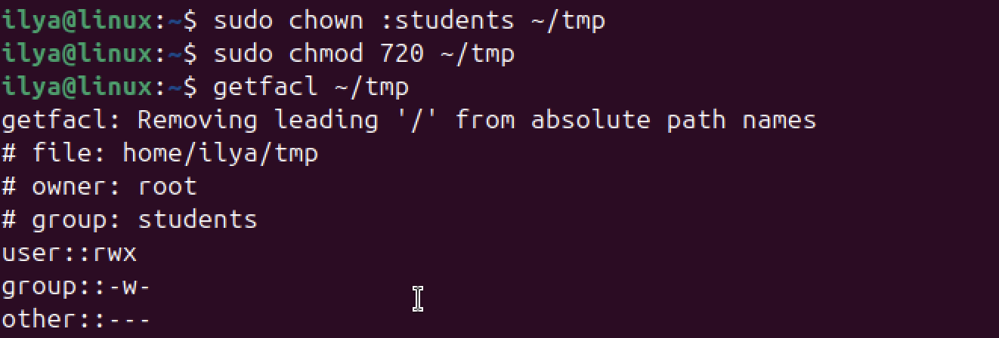 ilya@linux:~$ sudo chown :students ~/tmp
ilya@linux:~$ sudo chmod 720 ~/tmp
ilya@linux:~$ getfacl ~/tmp
getfacl: Removing leading '/' from absolute path names
# file: home/ilya/tmp
# owner: root
# group: students
user::rwx
group::-w-
other::---